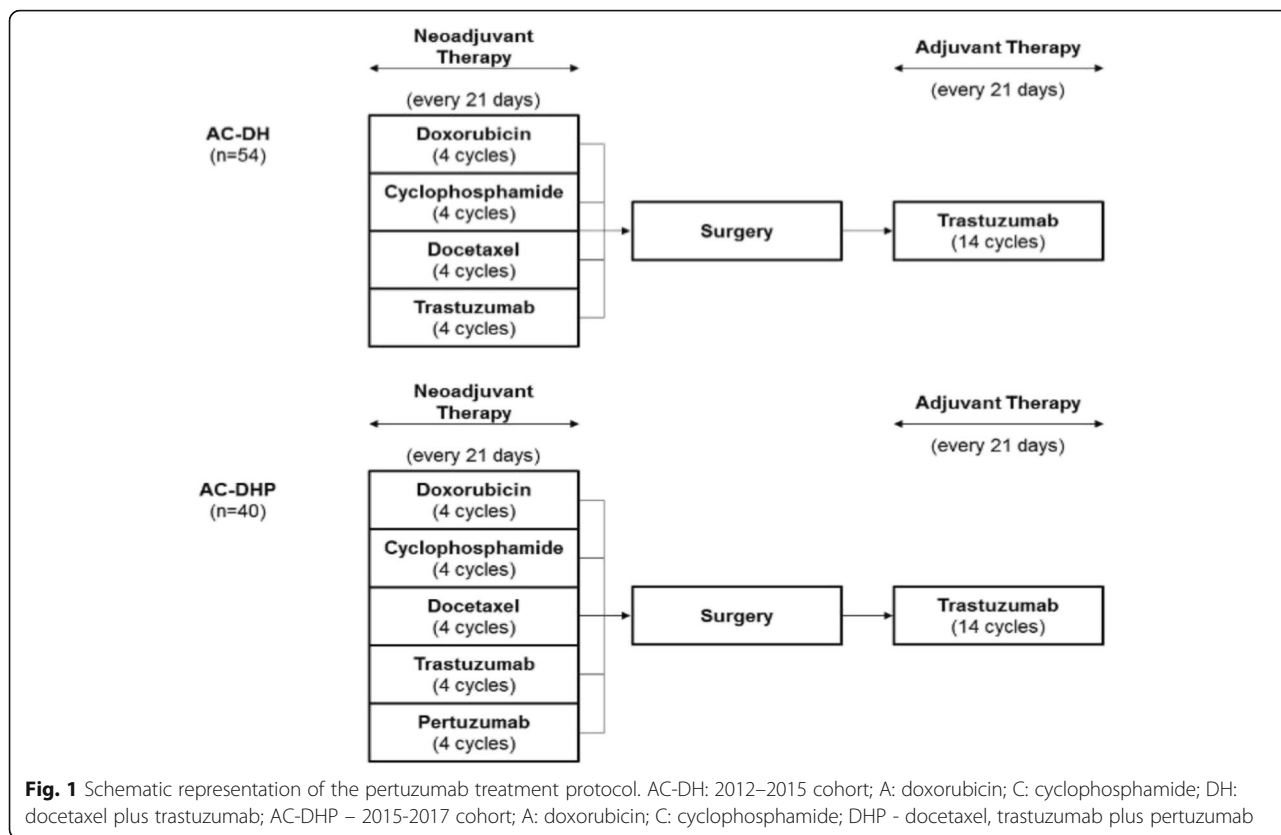 Neoadjuvant
Therapy
Adjuvant Therapy
(every 21 days)
(every 21 days)
AC-DH
(n=54)
Doxorubicin
(4 cycles)
Cyclophosphamide
(4 cycles)
Docetaxel
(4 cycles)
Trastuzumab
(4 cycles)
Surgery
Trastuzumab
(14 cycles)
Neoadjuvant
Therapy
Adjuvant Therapy
(every 21 days)
(every 21 days)
AC-DHP
(n=40)
Doxorubicin
(4 cycles)
Cyclophosphamide
(4 cycles)
Docetaxel
(4 cycles)
Trastuzumab
(4 cycles)
Pertuzumab
(4 cycles)
Surgery
Trastuzumab
(14 cycles)
Fig. 1 Schematic representation of the pertuzumab treatment protocol. AC-DH: 2012–2015 cohort; A: doxorubicin; C: cyclophosphamide; DH:
docetaxel plus trastuzumab; AC-DHP – 2015-2017 cohort; A: doxorubicin; C: cyclophosphamide; DHP - docetaxel, trastuzumab plus pertuzumab